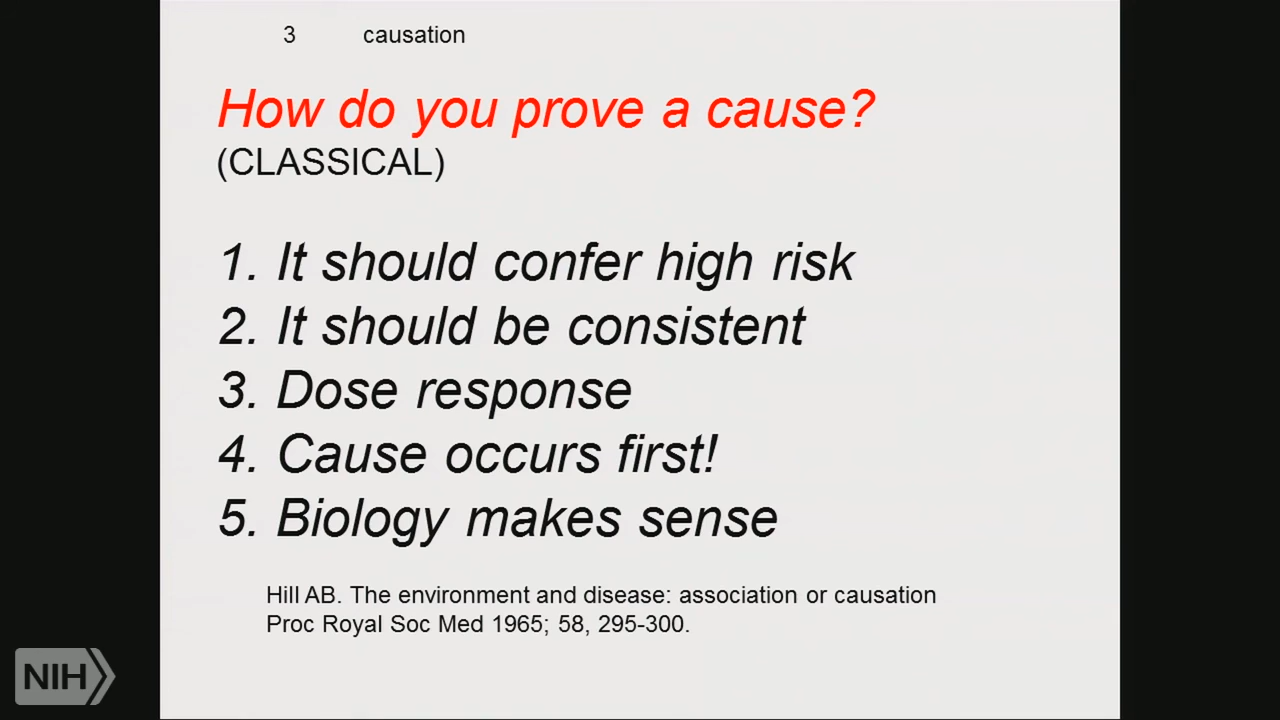 3 causation
How do you prove a cause?
(CLASSICAL)
1. It should confer high risk
2. It should be consistent
3. Dose response
4. Cause occurs first!
5. Biology makes sense
Hill AB. The environment and disease: association or causation
Proc Royal Soc Med 1965; 58, 295-300.
NIH